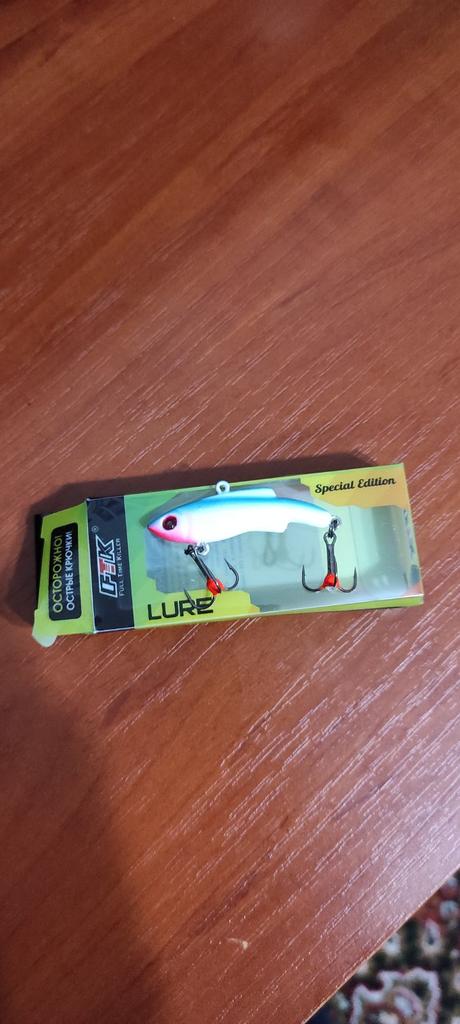 ОСТОРОЖНО!
ОСТРЫЕ КРЮЧКИ!
FTK®
FULL TIME KILLER
LURE
Special Edition